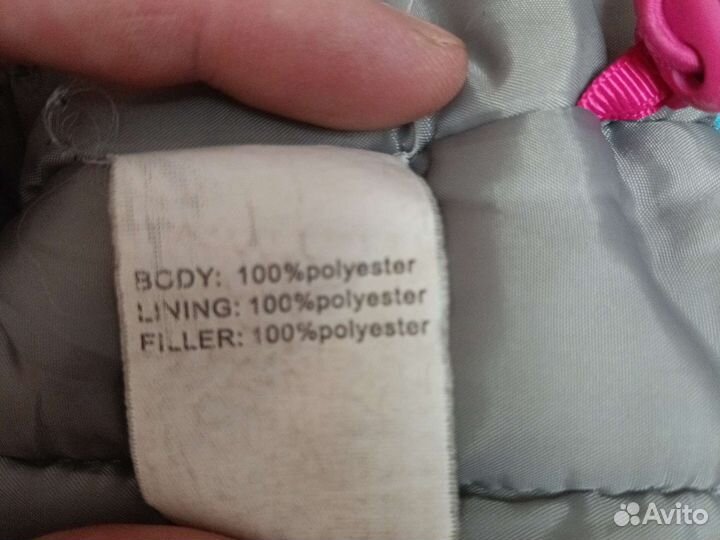 BODY: 100%polyester
LINING: 100%polyester
FILLER: 100%polyester
Avito